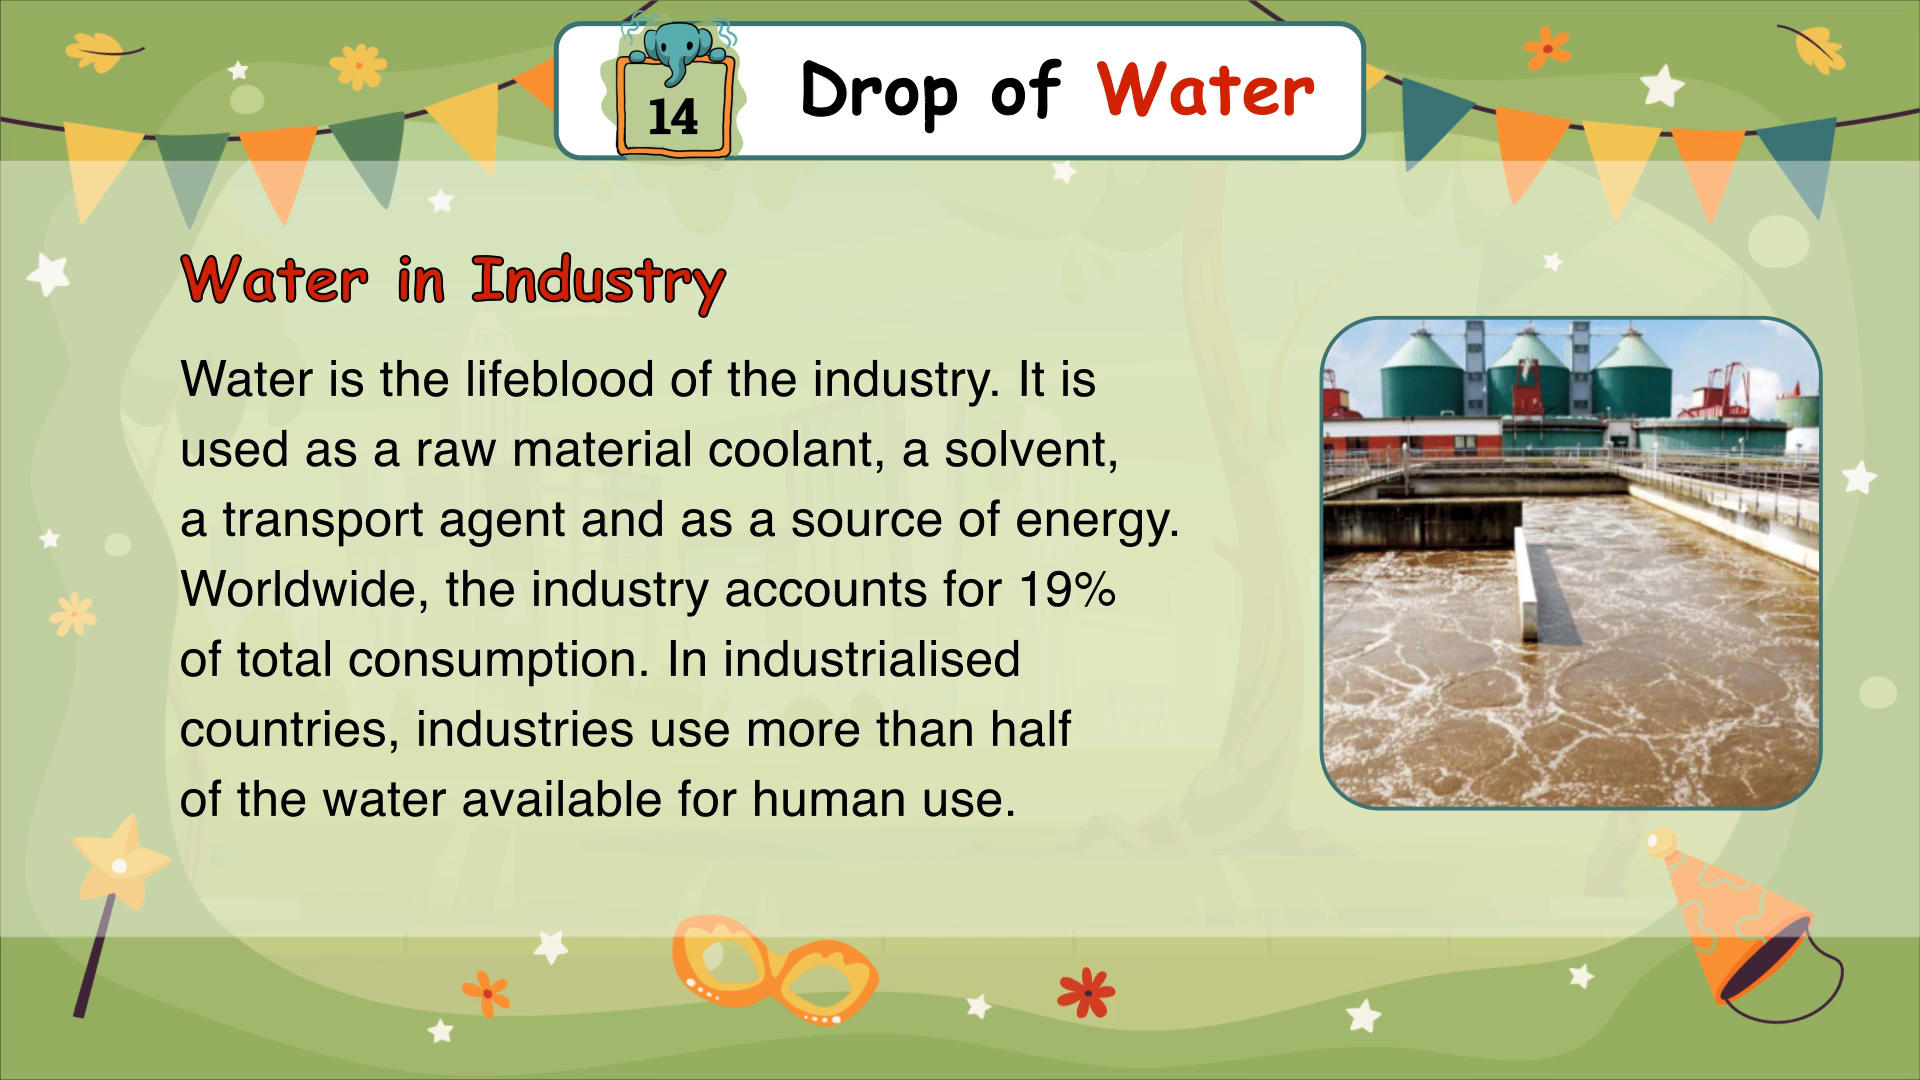 14
Drop of Water
Water in Industry
Water is the lifeblood of the industry. It is
used as a raw material coolant, a solvent,
a transport agent and as a source of energy.
Worldwide, the industry accounts for 19%
of total consumption. In industrialised
countries, industries use more than half
of the water available for human use.